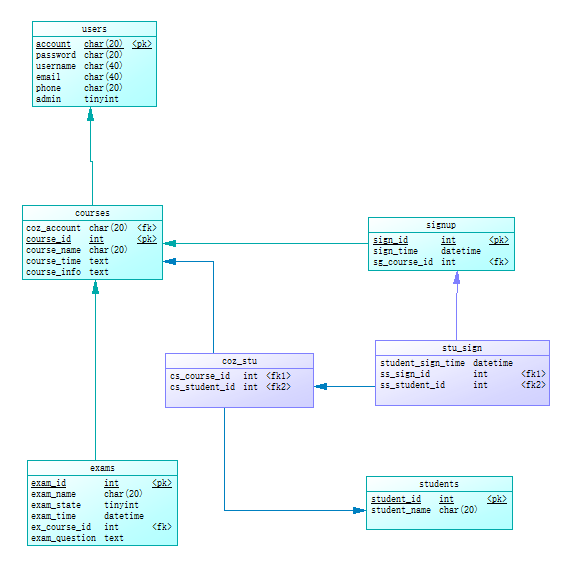 users
account char(20) <pk>
password char(20)
username char(40)
email char(40)
phone char(20)
admin tinyint
courses
coz_account char(20) <fk>
course_id int <pk>
course_name char(20)
course_time text
course_info text
signup
sign_id int <pk>
sign_time datetime
sg_course_id int <fk>
stu_sign
student_sign_time datetime
ss_sign_id int <fk1>
ss_student_id int <fk2>
coz_stu
cs_course_id int <fk1>
cs_student_id int <fk2>
exams
exam_id int <pk>
exam_name char(20)
exam_state tinyint
exam_time datetime
ex_course_id int <fk>
exam_question text
students
student_id int <pk>
student_name char(20)